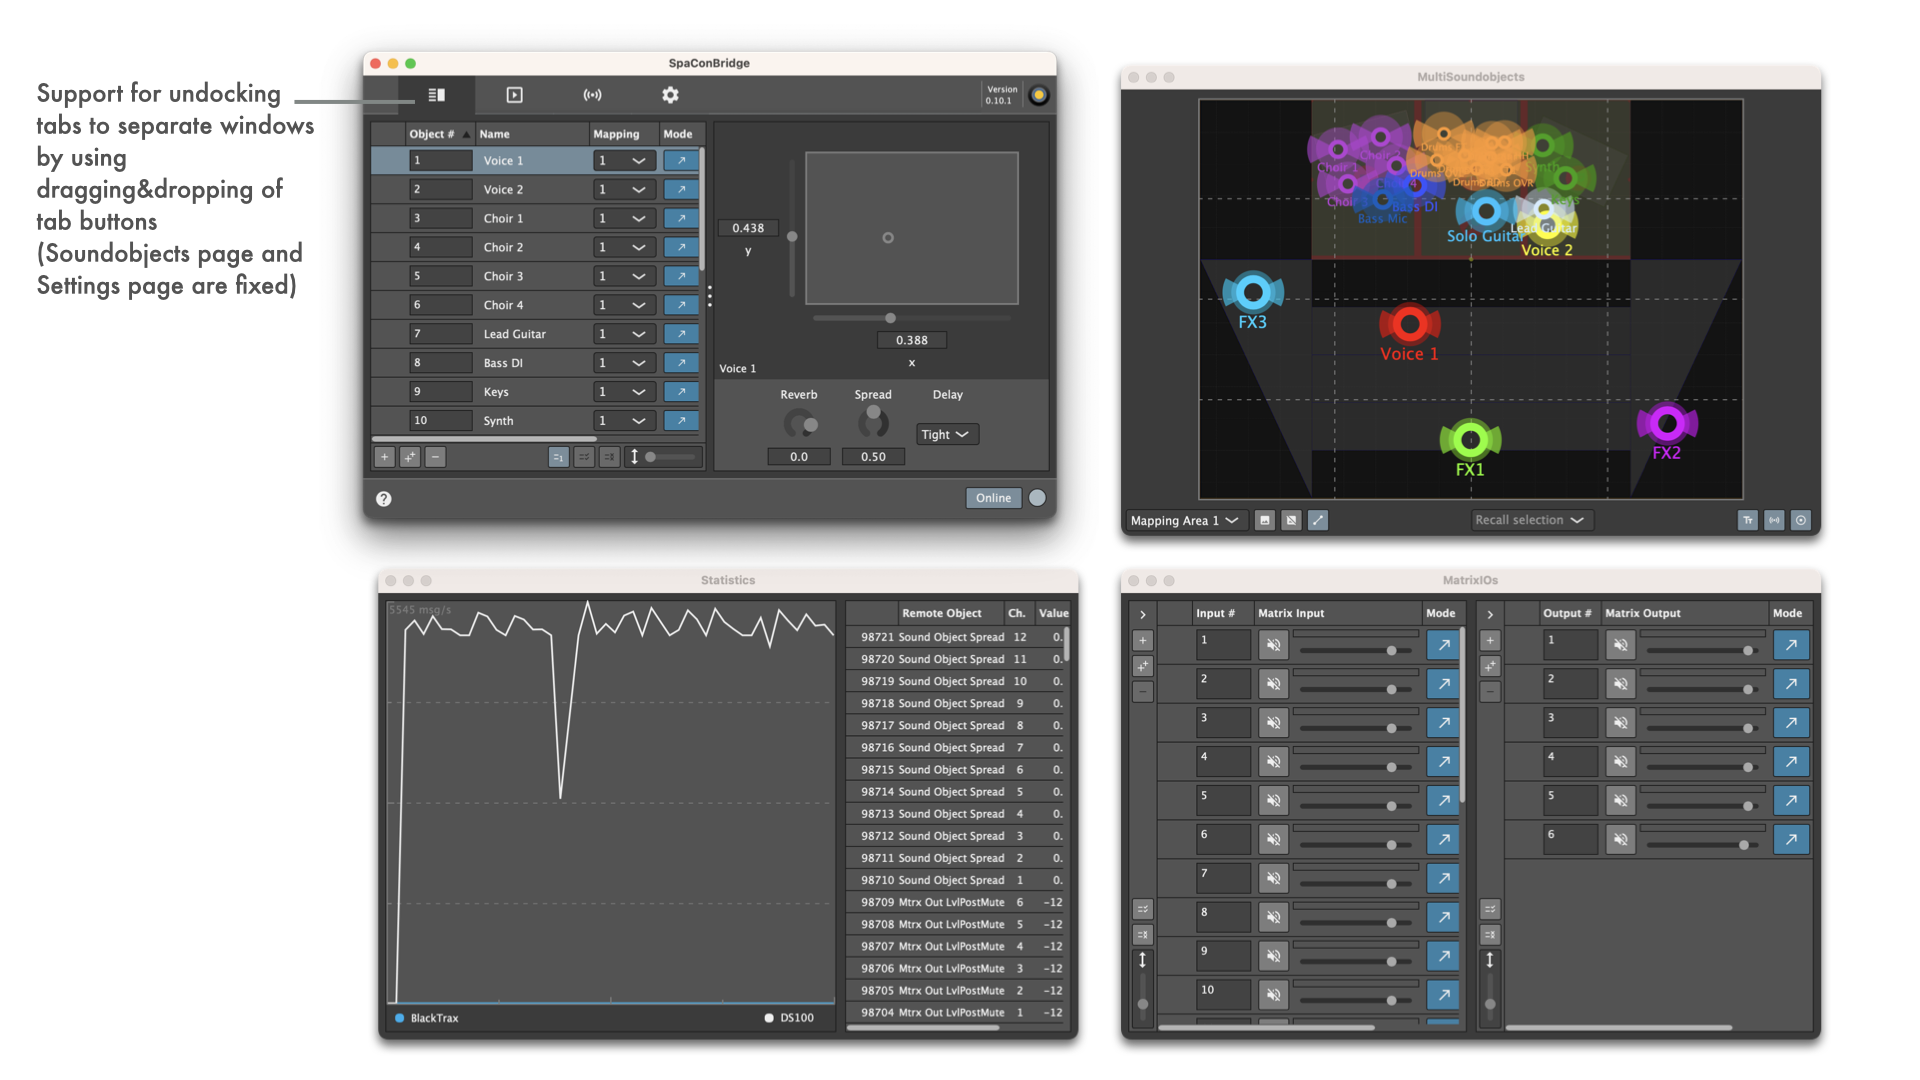 Support for undocking
tabs to separate windows
by using
dragging&dropping of
tab buttons
(Soundobjects page and
Settings page are fixed)
SpaConBridge
Version
0.10.1
Object # Name Mapping Mode
1 Voice 1 1
2 Voice 2 1
3 Choir 1 1
4 Choir 2 1
5 Choir 3 1
6 Choir 4 1
7 Lead Guitar 1
8 Bass DI 1
9 Keys 1
10 Synth 1
0.438
y
0.388
x
Voice 1
Reverb Spread Delay
Tight
0.0 0.50
Online
MultiSoundobjects
Choir 1
Bass DI
Bass Mic
Drums OVR
Solo Guitar
Lead Guitar
Voice 2
FX3
Voice 1
FX2
FX1
Mapping Area 1
Recall selection
Tr
Statistics
5545 msg/s
BlackTrax
DS100
Remote Object Ch. Value
98721 Sound Object Spread 12 0.
98720 Sound Object Spread 11 0.
98719 Sound Object Spread 10 0.
98718 Sound Object Spread 9 0.
98717 Sound Object Spread 8 0.
98716 Sound Object Spread 7 0.
98715 Sound Object Spread 6 0.
98714 Sound Object Spread 5 0.
98713 Sound Object Spread 4 0.
98712 Sound Object Spread 3 0.
98711 Sound Object Spread 2 0.
98710 Sound Object Spread 1 0.
98709 Mtrx Out LvlPostMute 6 -12
98708 Mtrx Out LvlPostMute 5 -12
98707 Mtrx Out LvlPostMute 4 -12
98706 Mtrx Out LvlPostMute 3 -12
98705 Mtrx Out LvlPostMute 2 -12
98704 Mtrx Out LvlPostMute 1 -12
MatrixIOs
Input # Matrix Input Mode
1
2
3
4
5
6
7
8
9
10
Output # Matrix Output Mode
1
2
3
4
5
6